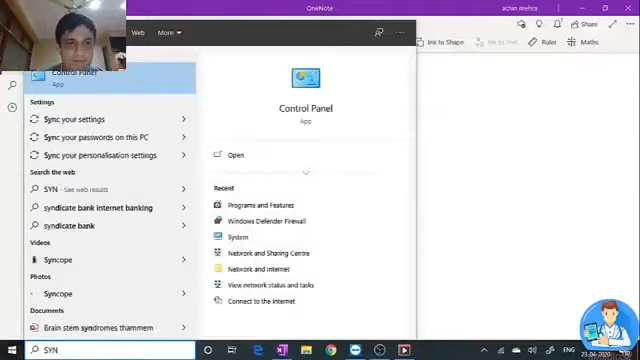 OneNote
achin mehra
Web
More
Share
Ink to Shape
Ink to Text
Ruler
Maths
Control Panel
App
Settings
Sync your settings
Sync your passwords on this PC
Sync your personalisation settings
Search the web
SYN - See web results
syndicate bank internet banking
syndicate bank
Videos
Syncope
Photos
Syncope
Documents
Brain stem syndromes thammem
SYN
Control Panel
App
Open
Recent
Programs and Features
Windows Defender Firewall
System
Network and Sharing Centre
Network and Internet
View network status and tasks
Connect to the Internet
ENG
23-04-2020